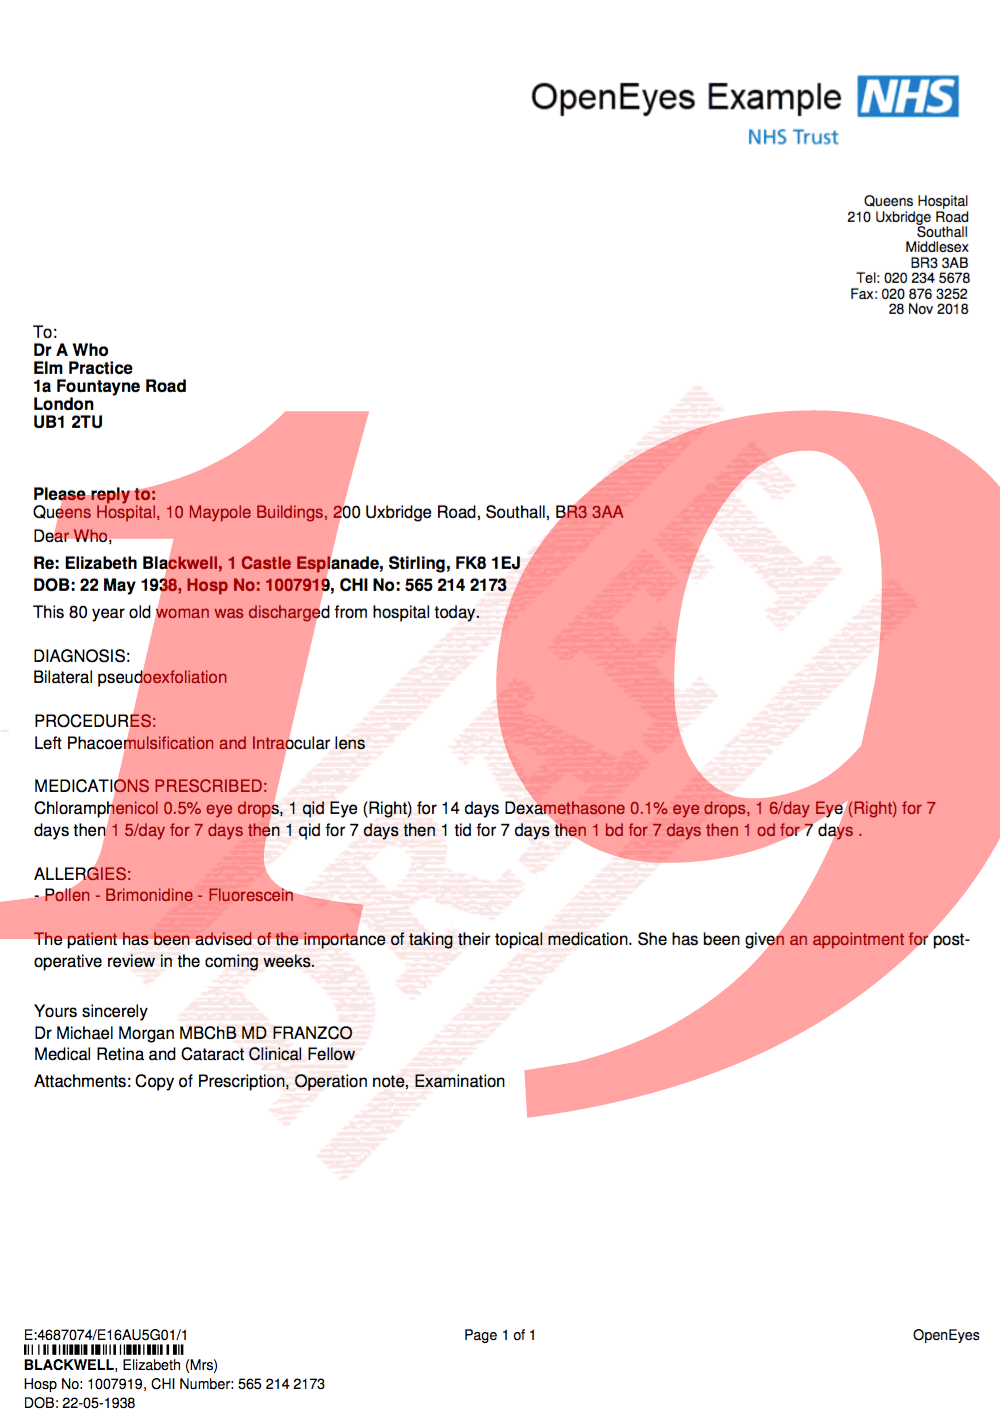 OpenEyes Example NHS
NHS Trust
Queens Hospital
210 Uxbridge Road
Southall
Middlesex
BR3 3AB
Tel: 020 234 5678
Fax: 020 876 3252
28 Nov 2018
To:
Dr A Who
Elm Practice
1a Fountayne Road
London
UB1 2TU
Please reply to:
Queens Hospital, 10 Maypole Buildings, 200 Uxbridge Road, Southall, BR3 3AA
Dear Who,
Re: Elizabeth Blackwell, 1 Castle Esplanade, Stirling, FK8 1EJ
DOB: 22 May 1938, Hosp No: 1007919, CHI No: 565 214 2173
This 80 year old woman was discharged from hospital today.
DIAGNOSIS:
Bilateral pseudoexfoliation
PROCEDURES:
Left Phacoemulsification and Intraocular lens
MEDICATIONS PRESCRIBED:
Chloramphenicol 0.5% eye drops, 1 qid Eye (Right) for 14 days Dexamethasone 0.1% eye drops, 1 6/day Eye (Right) for 7
days then 1 5/day for 7 days then 1 qid for 7 days then 1 tid for 7 days then 1 bd for 7 days then 1 od for 7 days .
ALLERGIES:
- Pollen - Brimonidine - Fluorescein
The patient has been advised of the importance of taking their topical medication. She has been given an appointment for post-
operative review in the coming weeks.
Yours sincerely
Dr Michael Morgan MBChB MD FRANZCO
Medical Retina and Cataract Clinical Fellow
Attachments: Copy of Prescription, Operation note, Examination
DRAFT
19
E:4687074/E16AU5G01/1
Page 1 of 1
OpenEyes
BLACKWELL, Elizabeth (Mrs)
Hosp No: 1007919, CHI Number: 565 214 2173
DOB: 22-05-1938